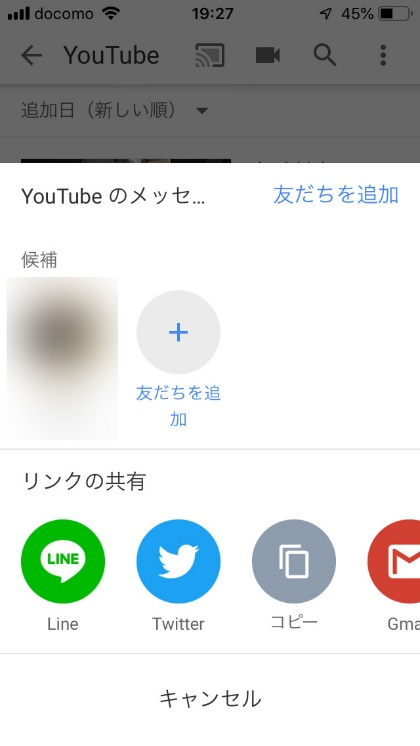 docomo 19:27 45%
YouTube
追加日（新しい順）
YouTube のメッセ… 友だちを追加
候補
友だちを追
加
リンクの共有
LINE
Line Twitter コピー Gma
キャンセル